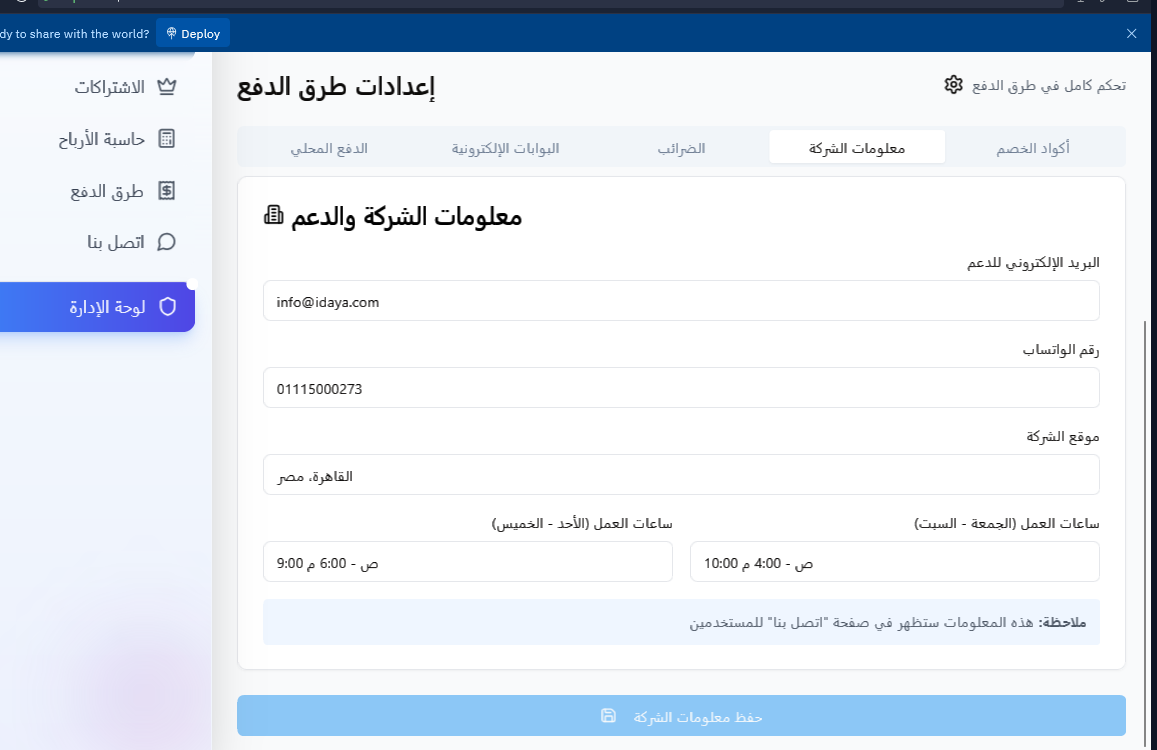 dy to share with the world?
Deploy
الاشتراكات
حاسبة الأرباح
طرق الدفع
اتصل بنا
لوحة الإدارة
إعدادات طرق الدفع
تحكم كامل في طرق الدفع
أكواد الخصم
معلومات الشركة
الضرائب
البوابات الإلكترونية
الدفع المحلي
معلومات الشركة والدعم
البريد الإلكتروني للدعم
info@idaya.com
رقم الواتساب
01115000273
موقع الشركة
القاهرة، مصر
ساعات العمل (الجمعة - السبت)
10:00 ص - 4:00 م
ساعات العمل (الأحد - الخميس)
9:00 ص - 6:00 م
ملاحظة: هذه المعلومات ستظهر في صفحة "اتصل بنا" للمستخدمين
حفظ معلومات الشركة